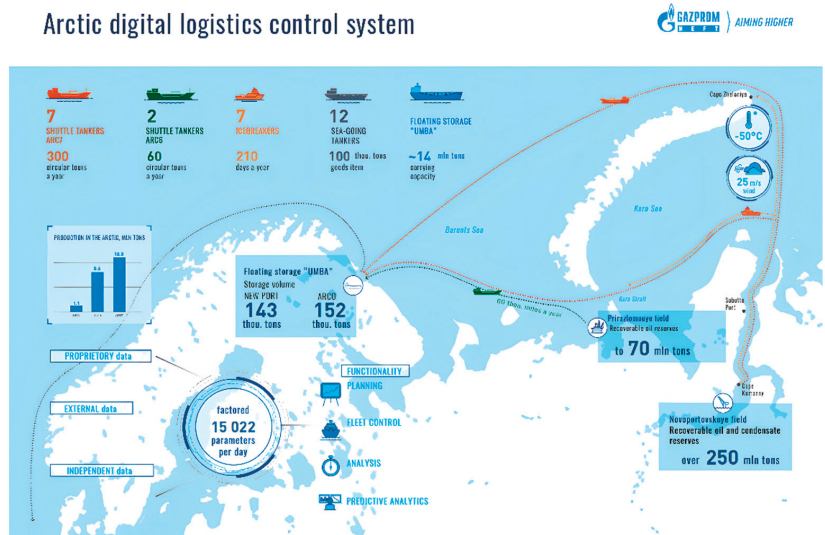 Arctic digital logistics control system
GAZPROM
NEFT
AIMING HIGHER
7
SHUTTLE TANKERS
ARC7
300
circular tours
a year
2
SHUTTLE TANKERS
ARC6
60
circular tours
a year
7
ICEBREAKERS
210
days a year
12
SEA-GOING
TANKERS
100 thou. tons
goods item
FLOATING STORAGE
"UMBA"
~14 mln tons
carrying
capacity
Cape Zhelaniya
-50°C
25 m/s
wind
Kara Sea
Barents Sea
PRODUCTION IN THE ARCTIC, MLN TONS
1.1
Floating storage "UMBA"
Storage volume
NEW PORT
143
thou. tons
ARCO
152
thou. tons
Kara Strait
60 thou. miles a year
Sabetta
Port
Prirazlomnoye field
Recoverable oil reserves
to 70 mln tons
Cape
Kamenny
Novoportovskoye field
Recoverable oil and condensate
reserves
over 250 mln tons
PROPRIETORY data
EXTERNAL data
INDEPENDENT data
factored
15 022
parameters
per day
FUNCTIONALITY
PLANNING
FLEET CONTROL
ANALYSIS
PREDICTIVE ANALYTICS